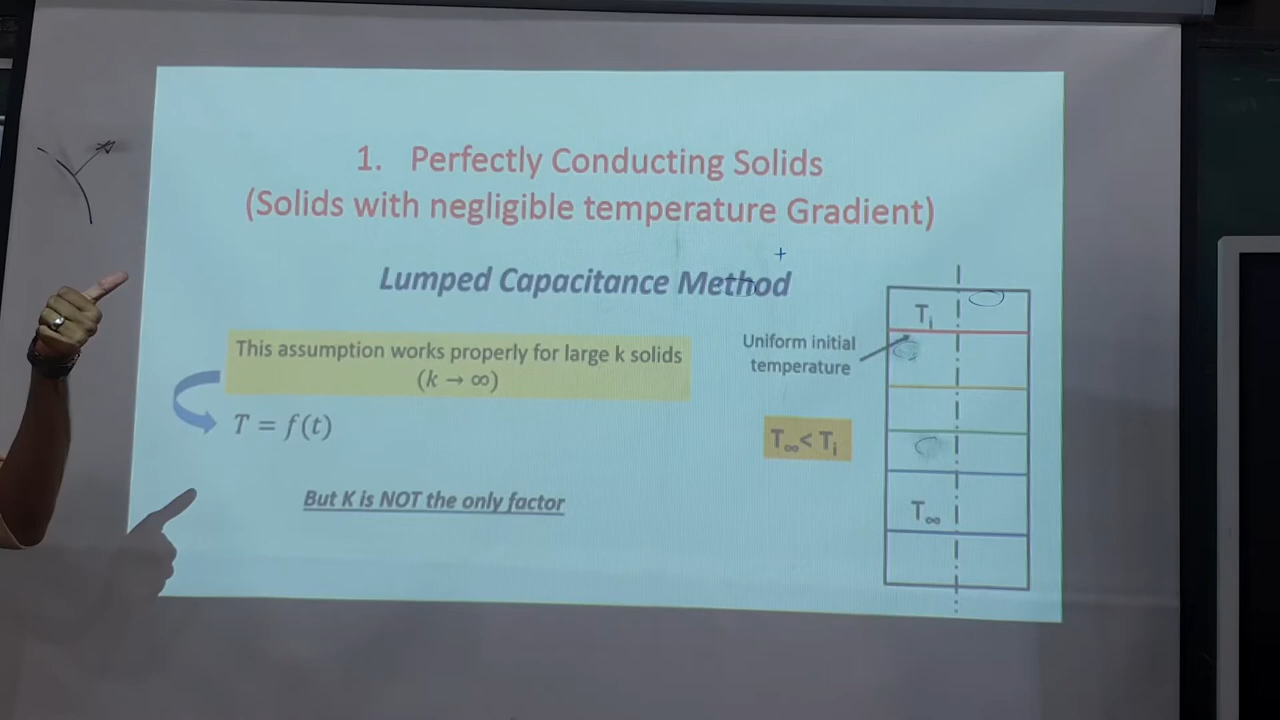 1. Perfectly Conducting Solids
(Solids with negligible temperature Gradient)
Lumped Capacitance Method
This assumption works properly for large k solids
(k → ∞)
T = f(t)
But K is NOT the only factor
Uniform initial
temperature
T∞< Ti
Ti
T∞